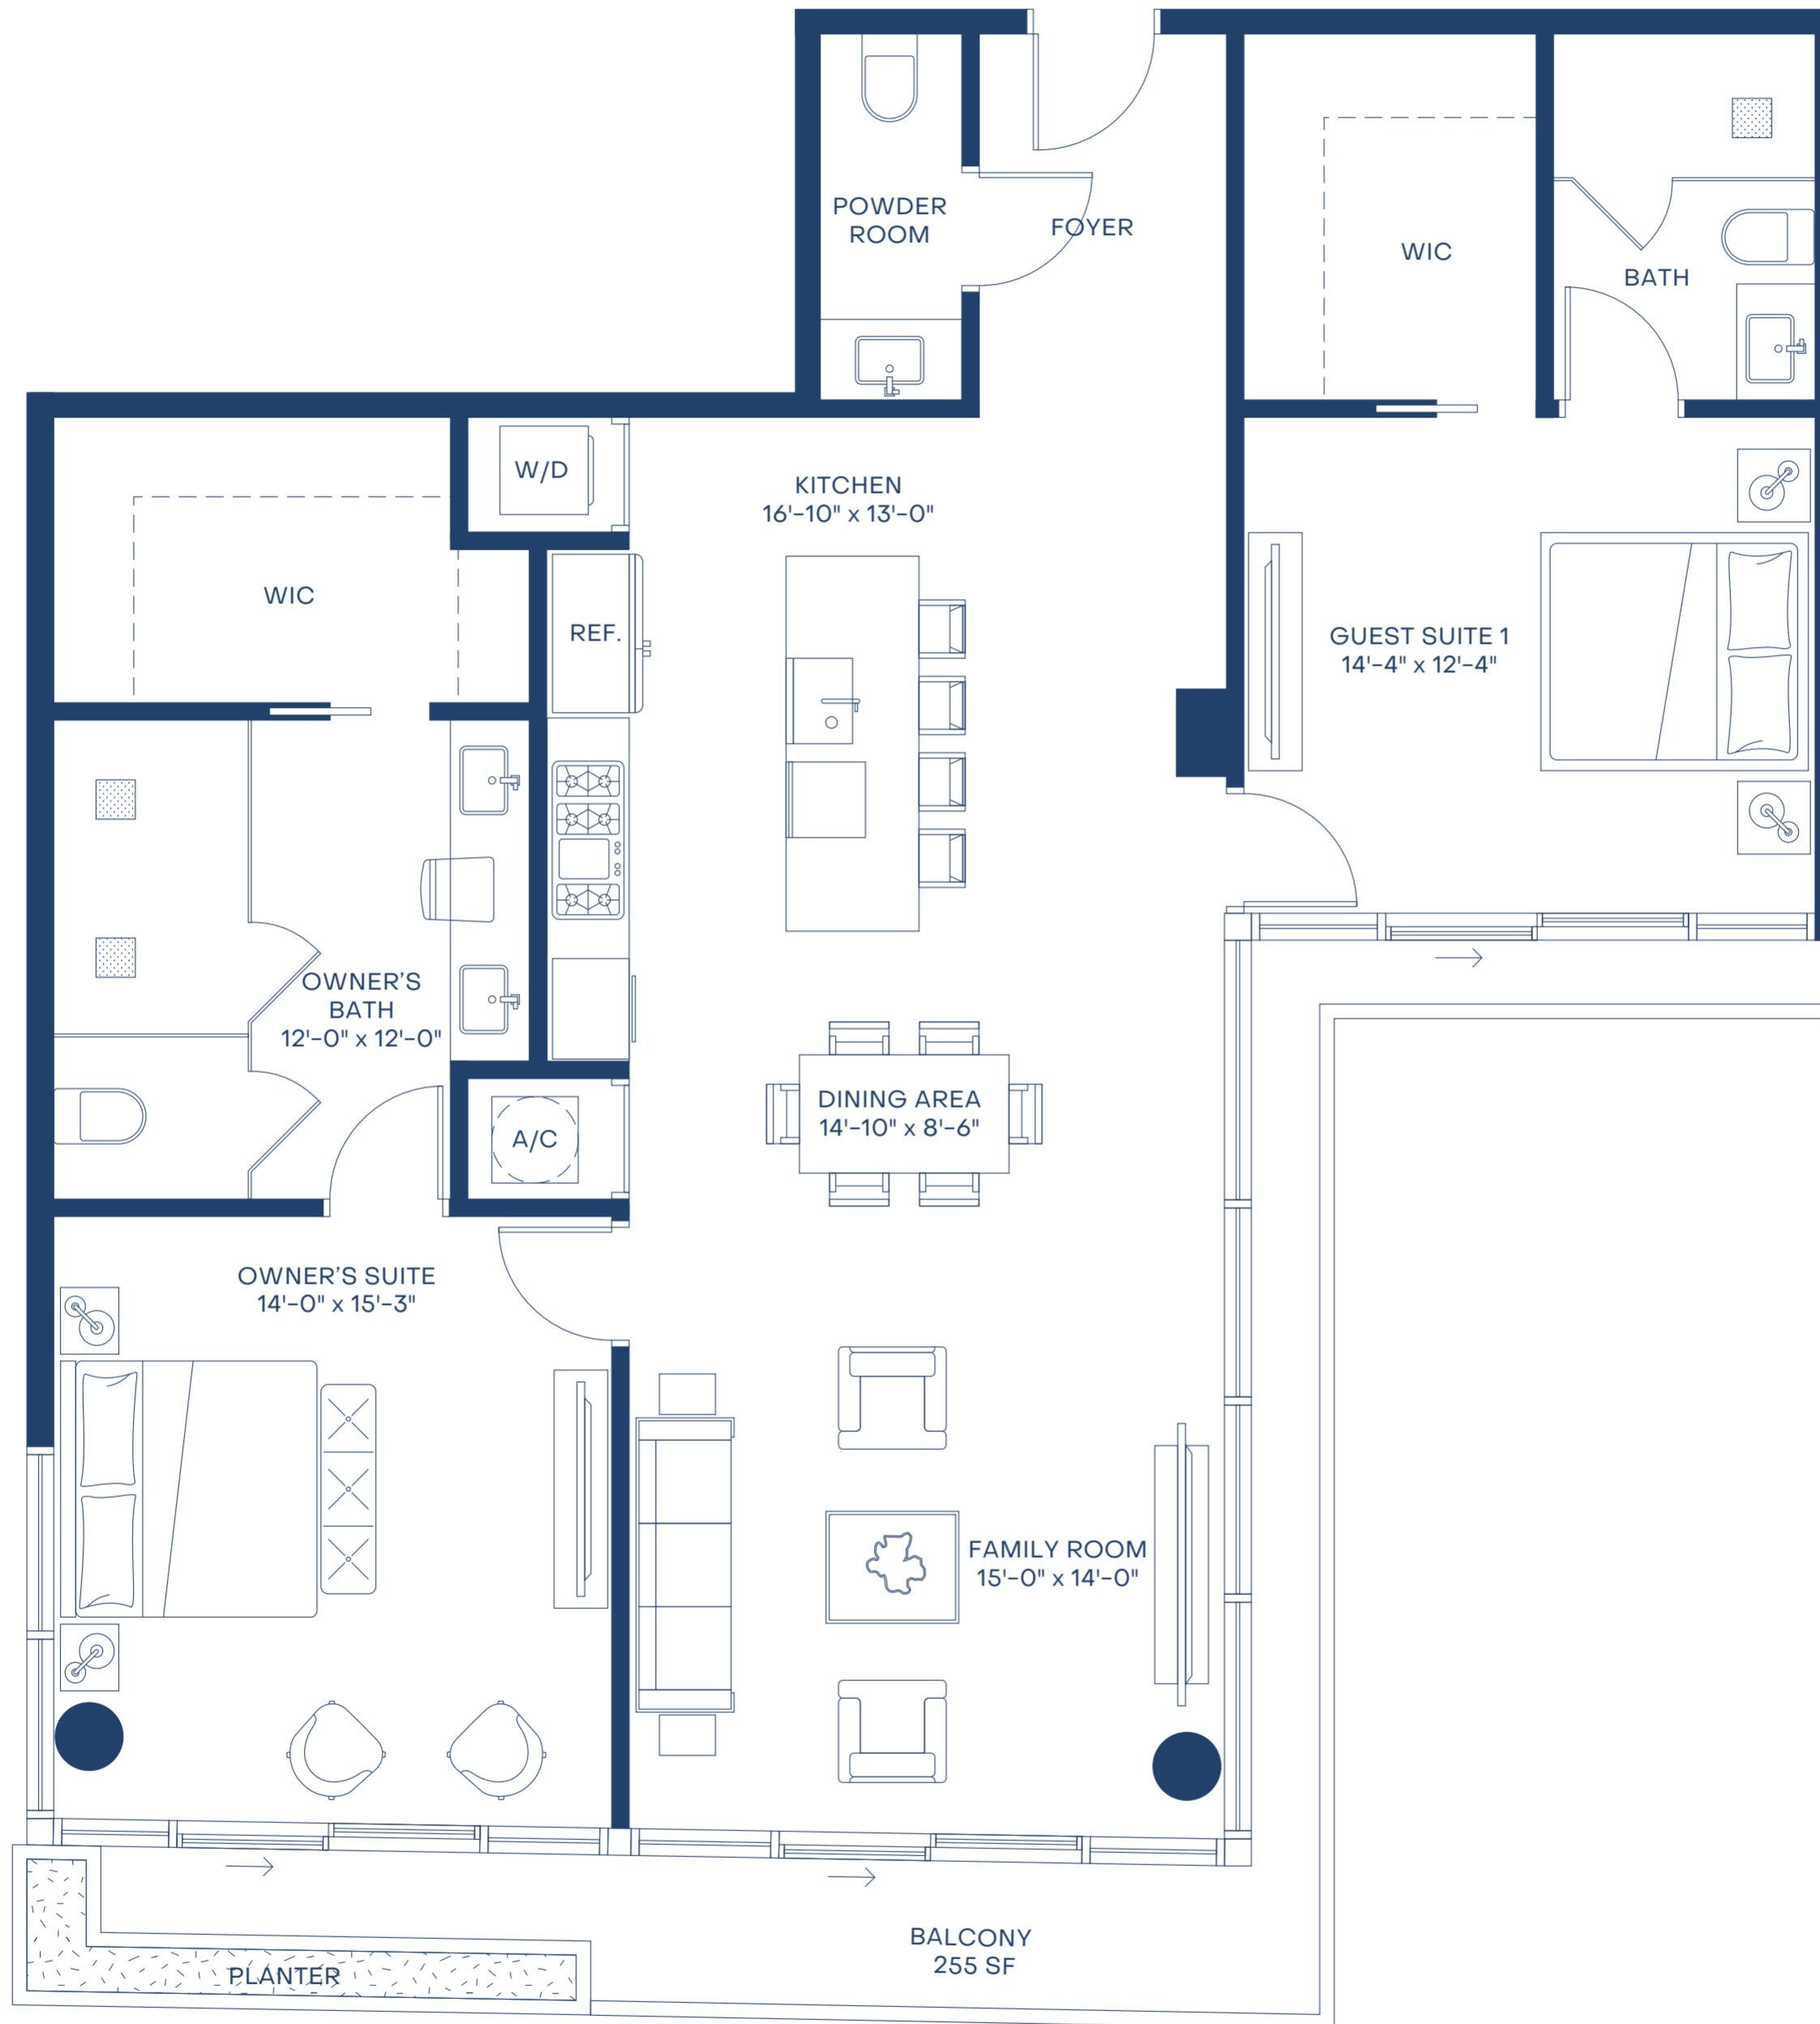 POWDER
ROOM
FOYER
WIC
BATH
W/D
KITCHEN
16'-10" x 13'-0"
WIC
REF.
GUEST SUITE 1
14'-4" x 12'-4"
OWNER'S
BATH
12'-0" x 12'-0"
DINING AREA
14'-10" x 8'-6"
A/C
OWNER'S SUITE
14'-0" x 15'-3"
FAMILY ROOM
15'-0" x 14'-0"
BALCONY
255 SF
PLANTER